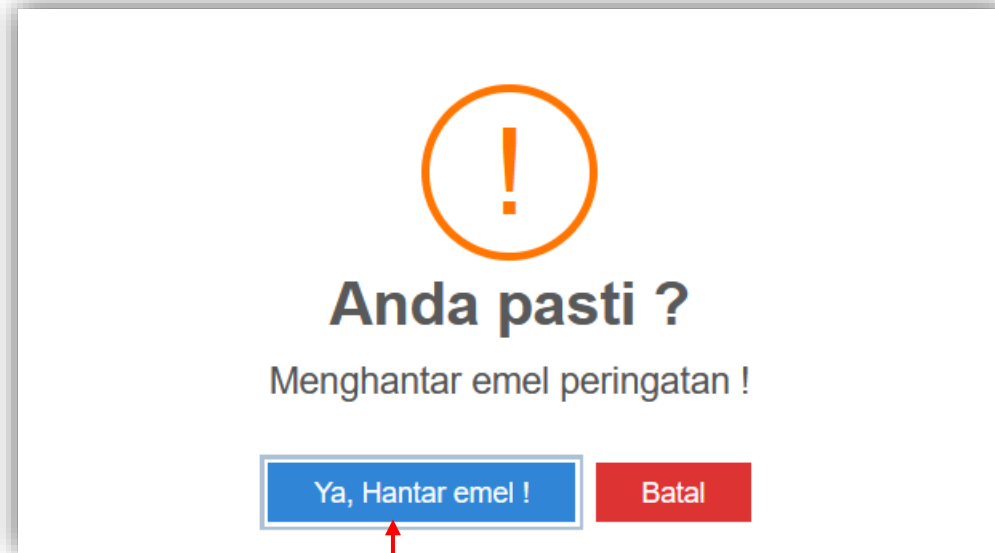 !
Anda pasti ?
Menghantar emel peringatan !
Ya, Hantar emel !
Batal